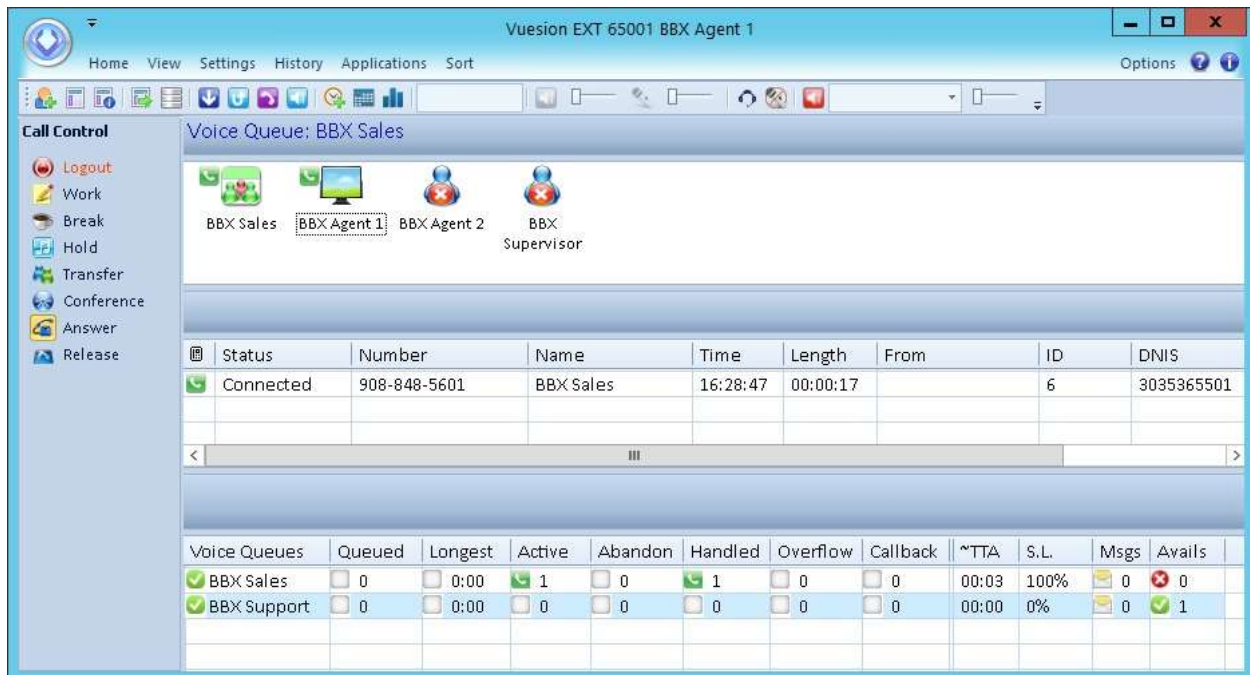 Vuesion EXT 65001 BBX Agent 1
Home View Settings History Applications Sort Options
Call Control
Voice Queue: BBX Sales
Logout
Work
Break
Hold
Transfer
Conference
Answer
Release
BBX Sales BBX Agent 1 BBX Agent 2 BBX
Supervisor
Status Number Name Time Length From ID DNIS
Connected 908-848-5601 BBX Sales 16:28:47 00:00:17 6 3035365501
Voice Queues Queued Longest Active Abandon Handled Overflow Callback ~TTA S.L. Msgs Avails
BBX Sales 0 0:00 1 0 1 0 0 00:03 100% 0 0
BBX Support 0 0:00 0 0 0 0 0 00:00 0% 0 1